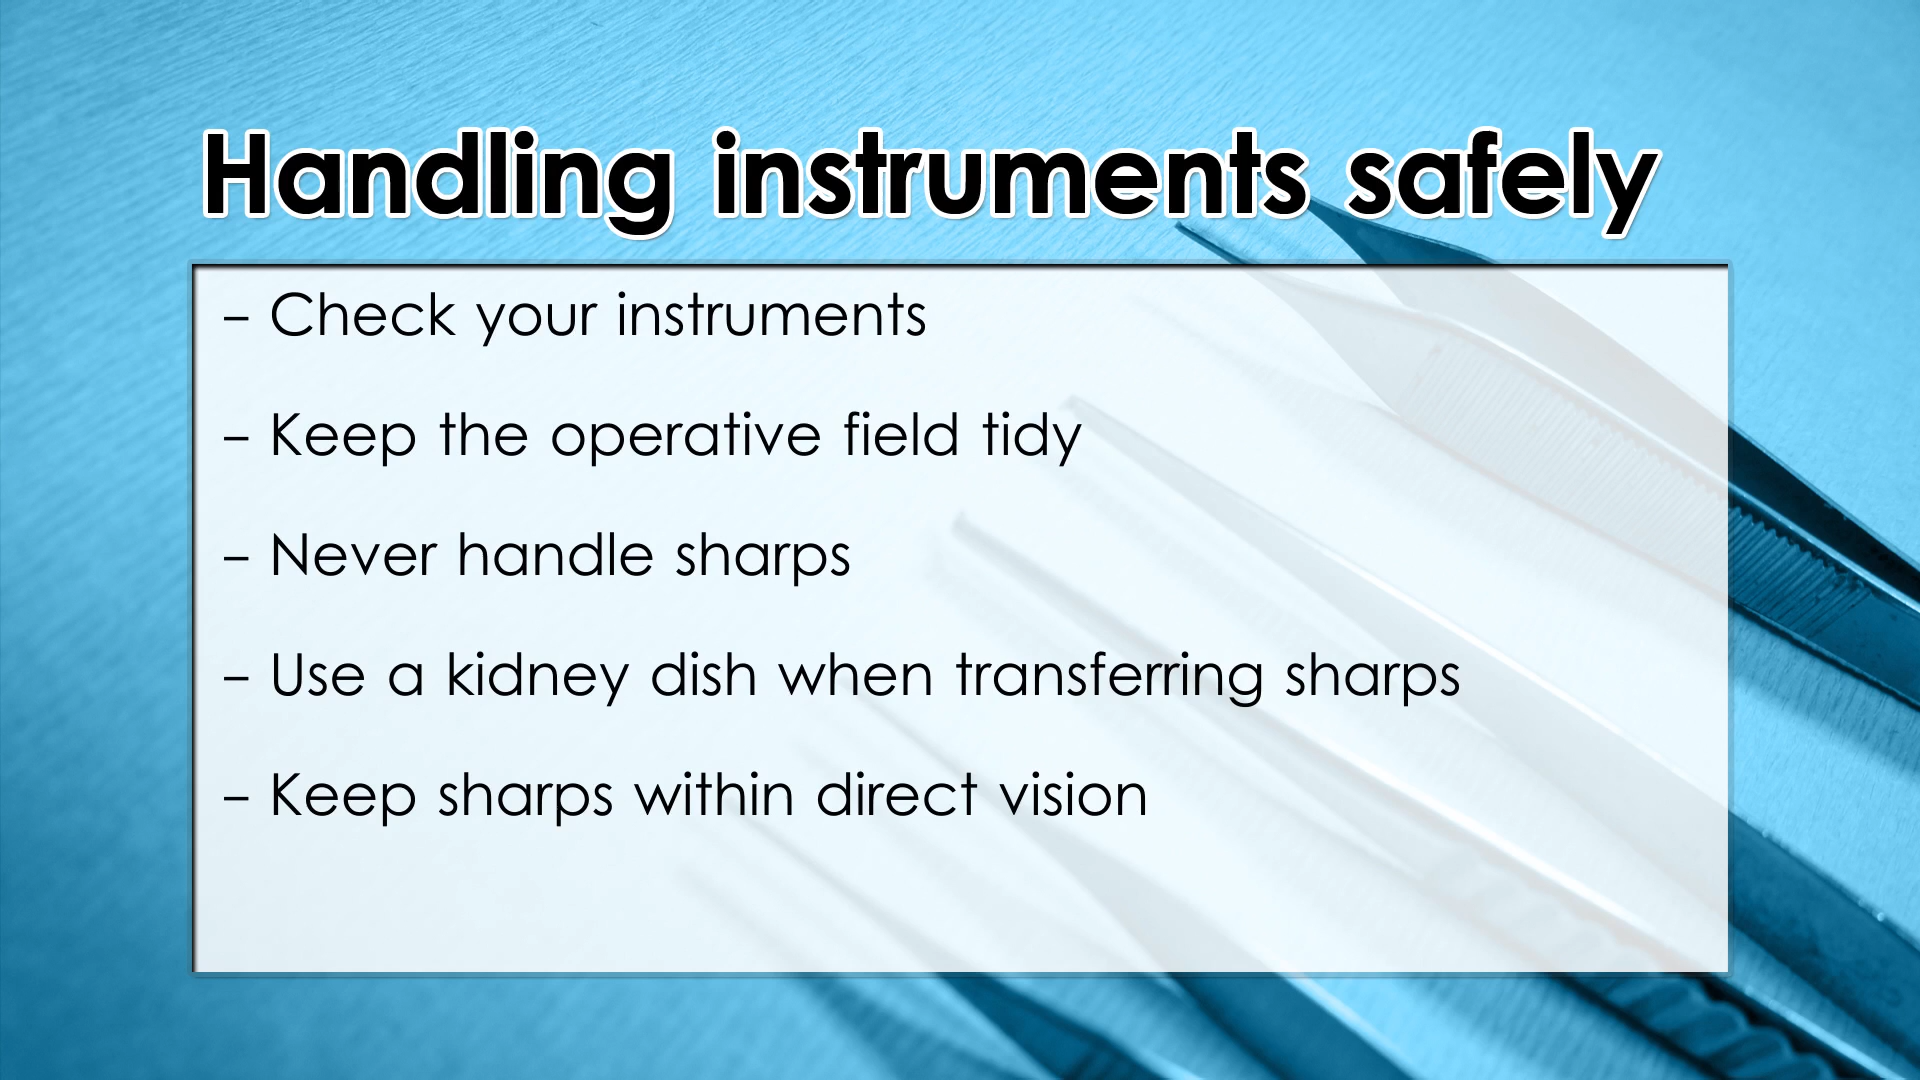 Handling instruments safely
– Check your instruments
– Keep the operative field tidy
– Never handle sharps
– Use a kidney dish when transferring sharps
– Keep sharps within direct vision